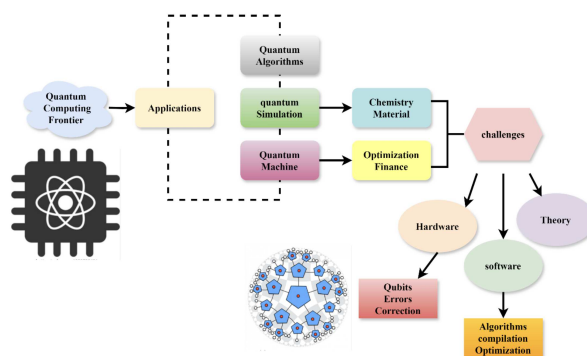 Quantum
Computing
Frontier
Applications
Quantum
Algorithms
quantum
Simulation
Quantum
Machine
Chemistry
Material
Optimization
Finance
challenges
Hardware
Theory
software
Qubits
Errors
Correction
Algorithms
compilation
Optimization